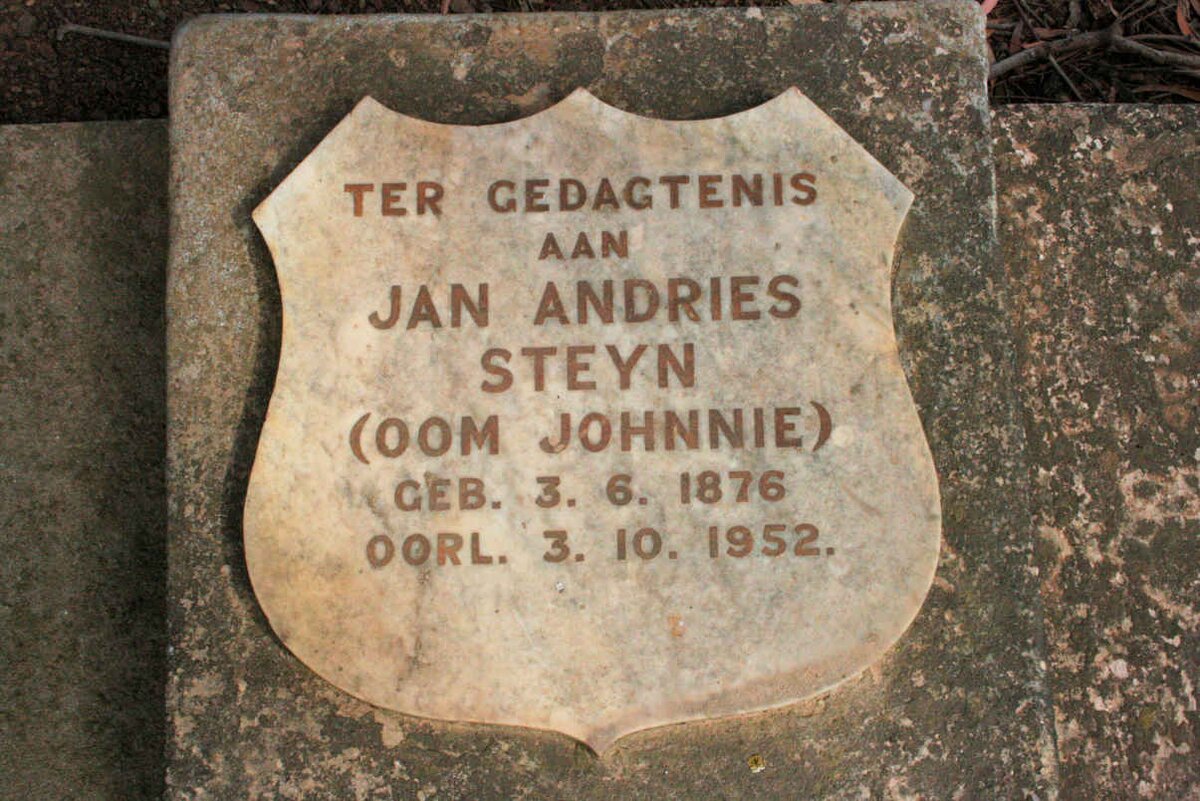 TER GEDAGTENIS
AAN
JAN ANDRIES
STEYN
(OOM JOHNNIE)
GEB. 3. 6. 1876
OORL. 3. 10. 1952.